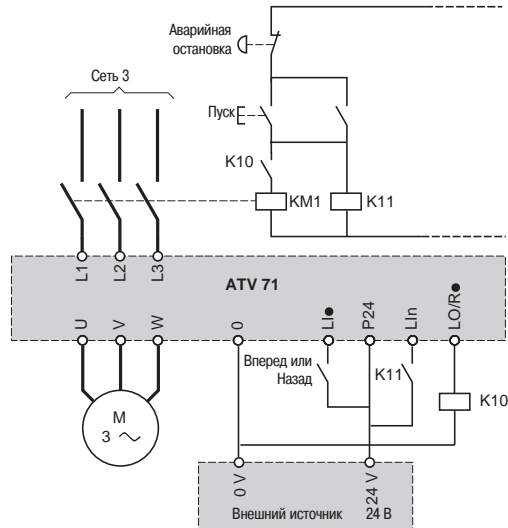 Аварийная
остановка
Сеть 3
Пуск
K10
KM1
K11
L1
L2
L3
ATV 71
U
V
W
0
LI●
P24
LIn
LO/R●
Вперед или
Назад
K11
K10
M
3
0 V
24 V
Внешний источник 24 В